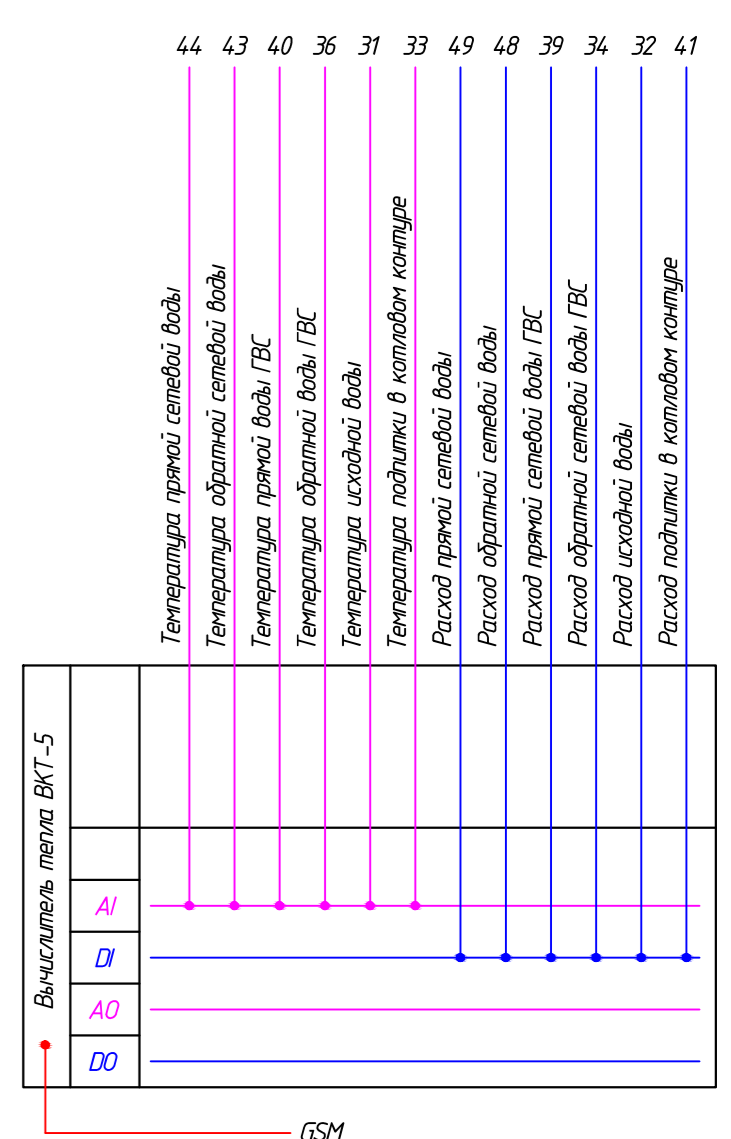 44 43 40 36 31 33 49 48 39 34 32 41
Температура прямой сетевой воды
Температура обратной сетевой воды
Температура прямой воды ГВС
Температура обратной воды ГВС
Температура исходной воды
Температура подпитки в котловом контуре
Расход прямой сетевой воды
Расход обратной сетевой воды
Расход прямой сетевой воды ГВС
Расход обратной сетевой воды ГВС
Расход исходной воды
Расход подпитки в котловом контуре
Вычислитель тепла ВКТ-5
AI
DI
AO
DO
GSM